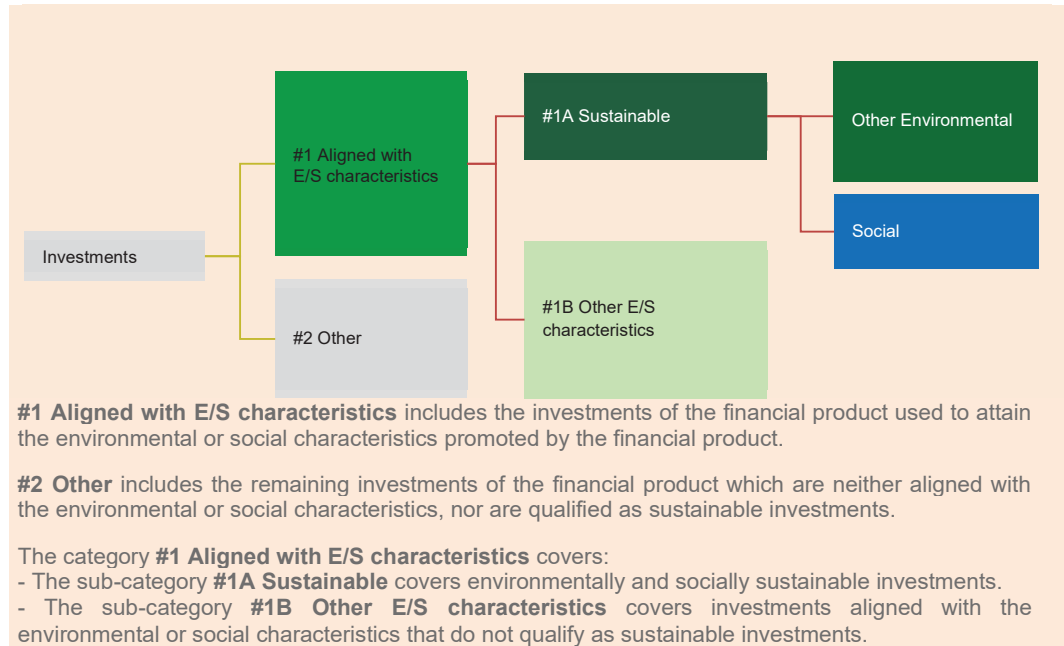 #1A Sustainable
Other Environmental
#1 Aligned with
E/S characteristics
Social
Investments
#1B Other E/S
characteristics
#2 Other
#1 Aligned with E/S characteristics includes the investments of the financial product used to attain
the environmental or social characteristics promoted by the financial product.
#2 Other includes the remaining investments of the financial product which are neither aligned with
the environmental or social characteristics, nor are qualified as sustainable investments.
The category #1 Aligned with E/S characteristics covers:
- The sub-category #1A Sustainable covers environmentally and socially sustainable investments.
- The sub-category #1B Other E/S characteristics covers investments aligned with the
environmental or social characteristics that do not qualify as sustainable investments.